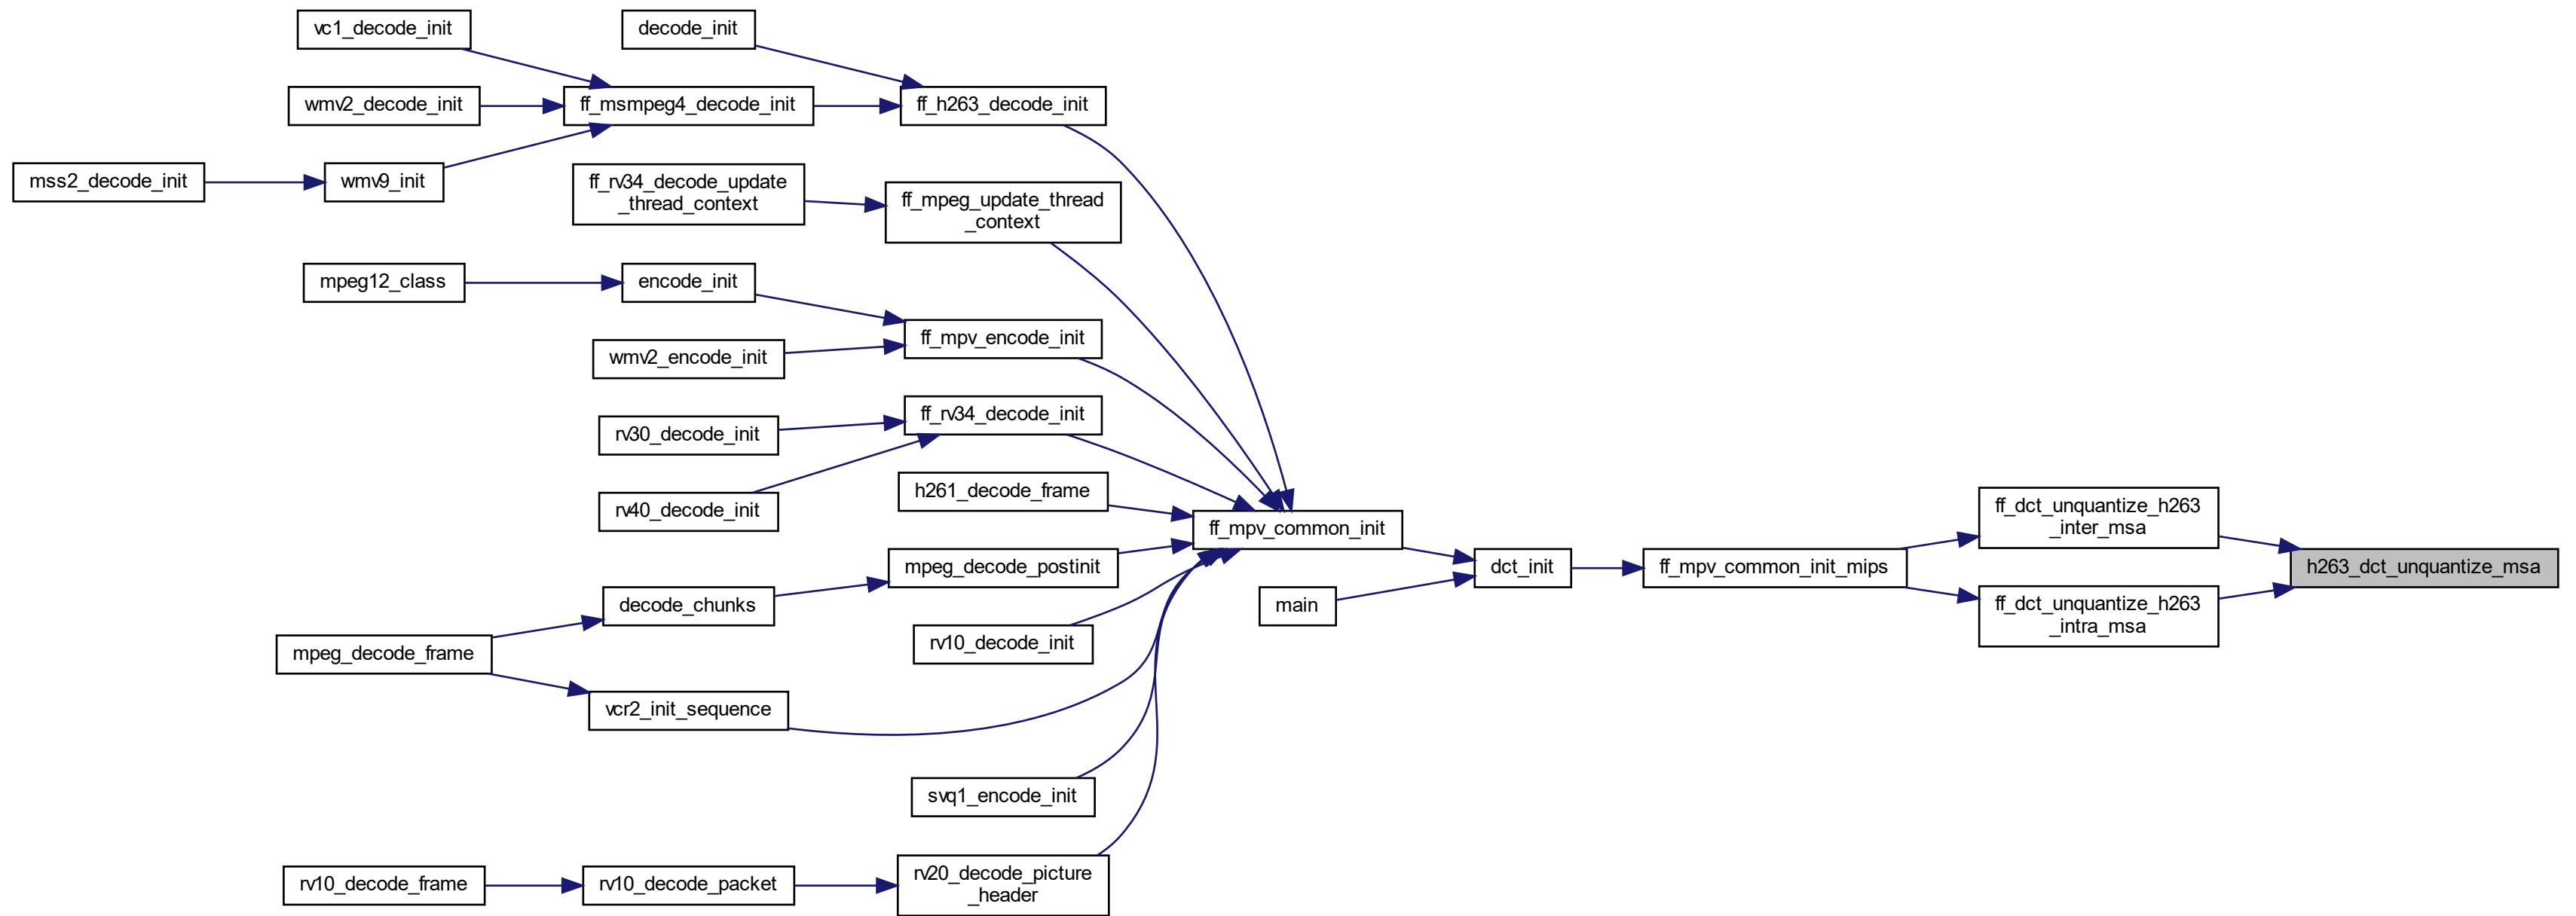 vc1_decode_init
decode_init
wmv2_decode_init
ff_msmpeg4_decode_init
ff_h263_decode_init
mss2_decode_init
wmv9_init
ff_rv34_decode_update
_thread_context
ff_mpeg_update_thread
_context
mpeg12_class
encode_init
ff_mpv_encode_init
wmv2_encode_init
ff_rv34_decode_init
rv30_decode_init
rv40_decode_init
h261_decode_frame
ff_mpv_common_init
mpeg_decode_postinit
dct_init
ff_mpv_common_init_mips
ff_dct_unquantize_h263
_inter_msa
h263_dct_unquantize_msa
decode_chunks
main
ff_dct_unquantize_h263
_intra_msa
mpeg_decode_frame
rv10_decode_init
vcr2_init_sequence
svq1_encode_init
rv10_decode_frame
rv10_decode_packet
rv20_decode_picture
_header